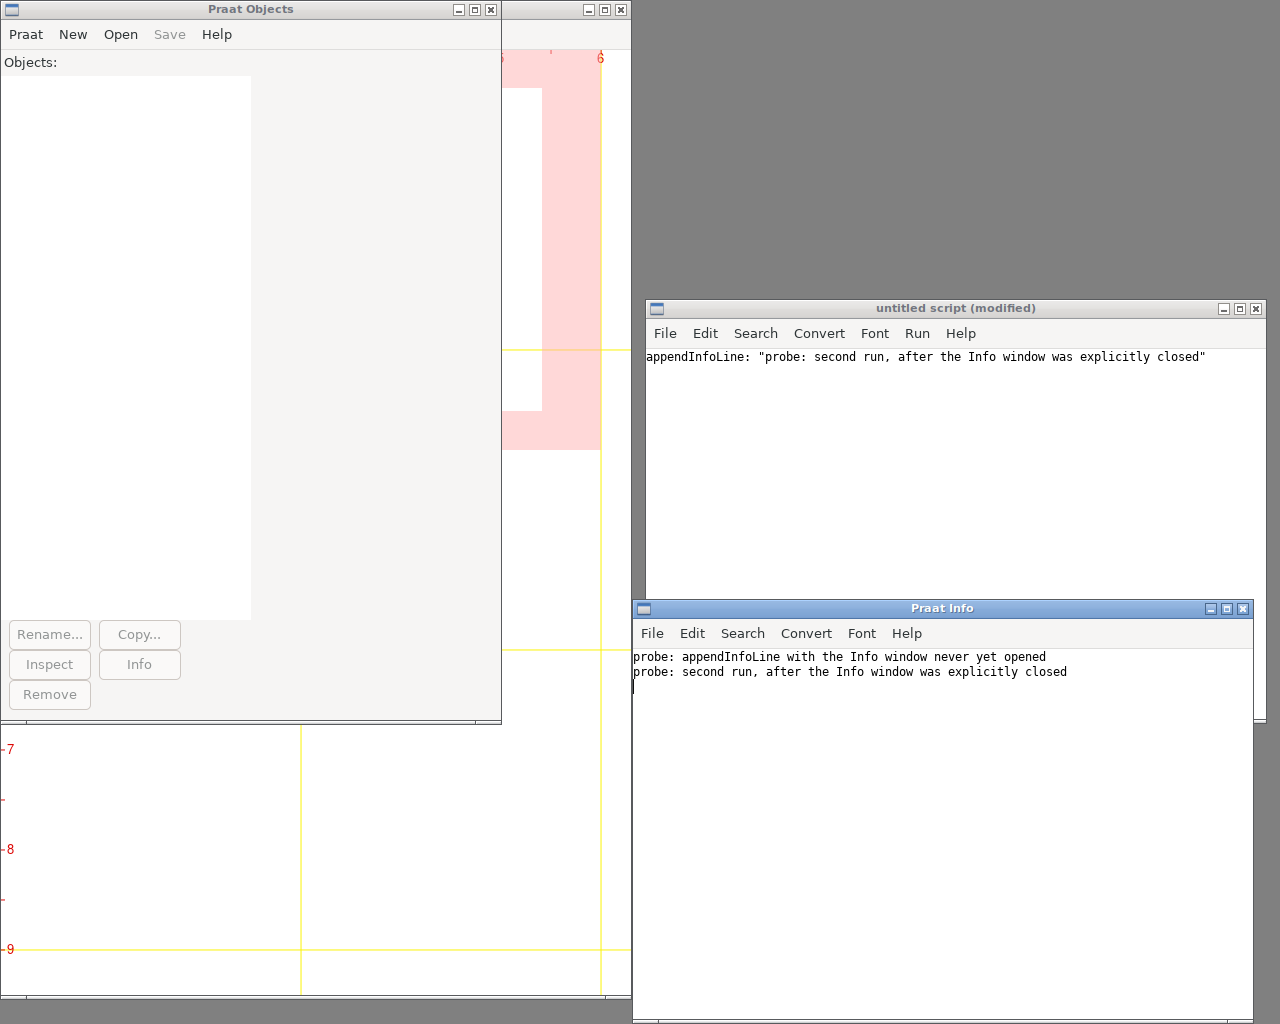 Praat Objects
Praat New Open Save Help
Objects:
Rename... Copy...
Inspect Info
Remove
6
7
8
9
untitled script (modified)
File Edit Search Convert Font Run Help
appendInfoLine: "probe: second run, after the Info window was explicitly closed"
Praat Info
File Edit Search Convert Font Help
probe: appendInfoLine with the Info window never yet opened
probe: second run, after the Info window was explicitly closed